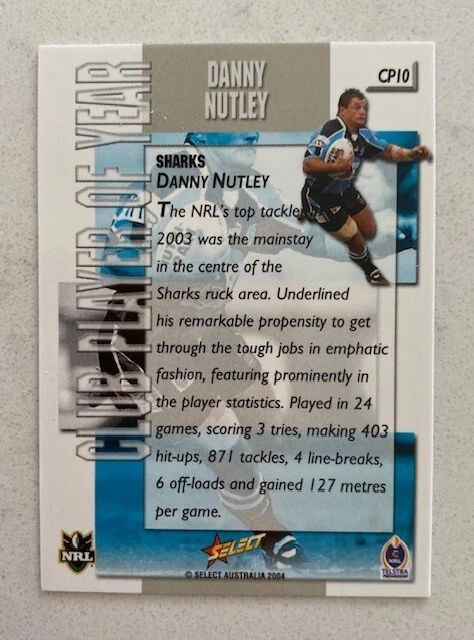 DANNY
NUTLEY
CP10
CLUB PLAYER OF YEAR
SHARKS
DANNY NUTLEY
The NRL's top tackler
2003 was the mainstay
in the centre of the
Sharks ruck area. Underlined
his remarkable propensity to get
through the tough jobs in emphatic
fashion, featuring prominently in
the player statistics. Played in 24
games, scoring 3 tries, making 403
hit-ups, 871 tackles, 4 line-breaks,
6 off-loads and gained 127 metres
per game.
NRL
SELECT
NRL
TELSTRA
© SELECT AUSTRALIA 2004